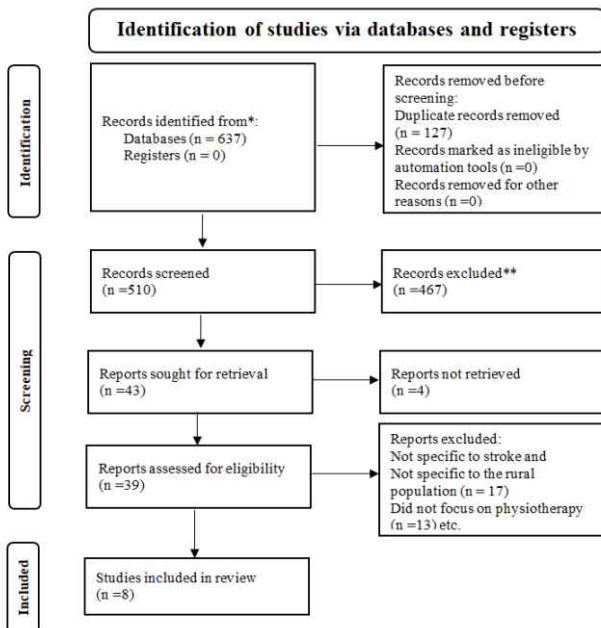 Identification of studies via databases and registers
Identification
Records identified from*:
Databases (n = 637)
Registers (n = 0)
Records removed before
screening:
Duplicate records removed
(n = 127)
Records marked as ineligible by
automation tools (n =0)
Records removed for other
reasons (n =0)
Screening
Records screened
(n =510)
Records excluded**
(n =467)
Reports sought for retrieval
(n =43)
Reports not retrieved
(n =4)
Reports assessed for eligibility
(n =39)
Reports excluded:
Not specific to stroke and
Not specific to the rural
population (n = 17)
Did not focus on physiotherapy
(n =13) etc.
Included
Studies included in review
(n =8)